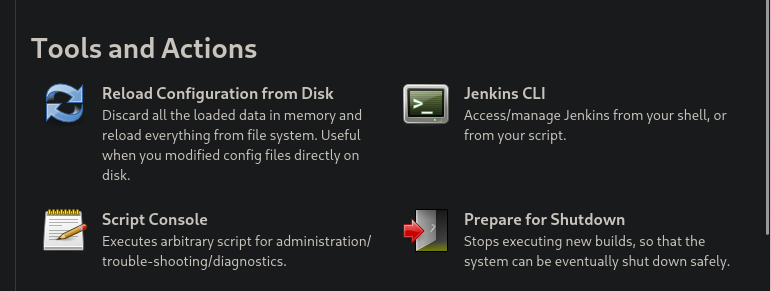 Tools and Actions
Reload Configuration from Disk
Discard all the loaded data in memory and
reload everything from file system. Useful
when you modified config files directly on
disk.
Jenkins CLI
Access/manage Jenkins from your shell, or
from your script.
Script Console
Executes arbitrary script for administration/
trouble-shooting/diagnostics.
Prepare for Shutdown
Stops executing new builds, so that the
system can be eventually shut down safely.